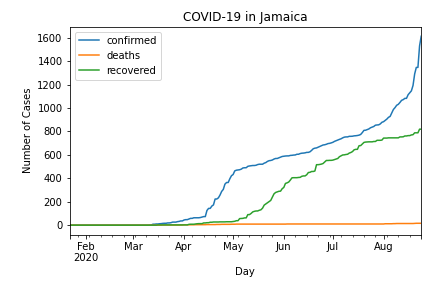 COVID-19 in Jamaica
confirmed
deaths
recovered
Number of Cases
1600
1400
1200
1000
800
600
400
200
0
Feb Mar Apr May Jun Jul Aug
2020
Day